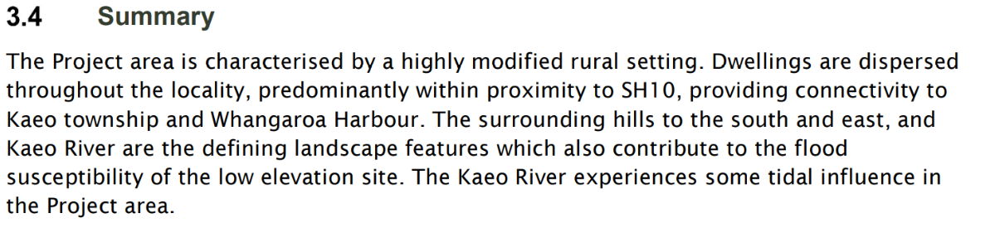 3.4 Summary
The Project area is characterised by a highly modified rural setting. Dwellings are dispersed
throughout the locality, predominantly within proximity to SH10, providing connectivity to
Kaeo township and Whangaroa Harbour. The surrounding hills to the south and east, and
Kaeo River are the defining landscape features which also contribute to the flood
susceptibility of the low elevation site. The Kaeo River experiences some tidal influence in
the Project area.